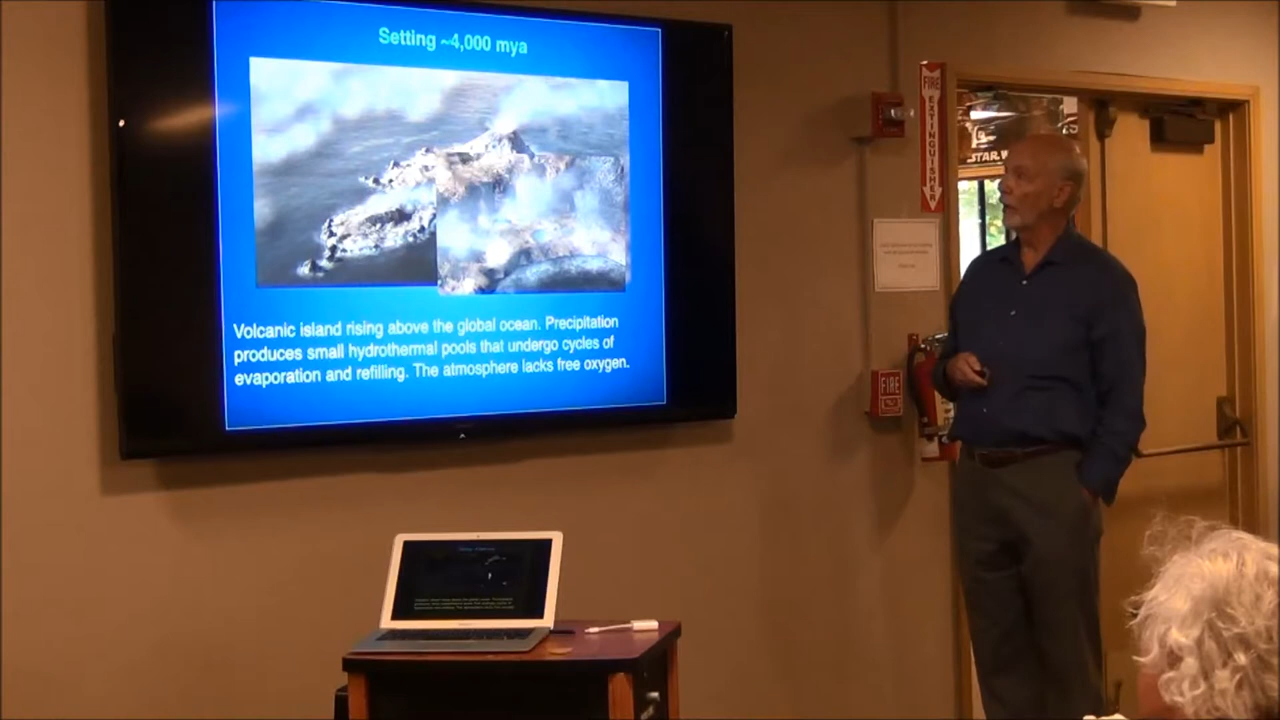 Setting ~4,000 mya
Volcanic island rising above the global ocean. Precipitation
produces small hydrothermal pools that undergo cycles of
evaporation and refilling. The atmosphere lacks free oxygen.
FIRE
EXTINGUISHER
STAR
FIRE